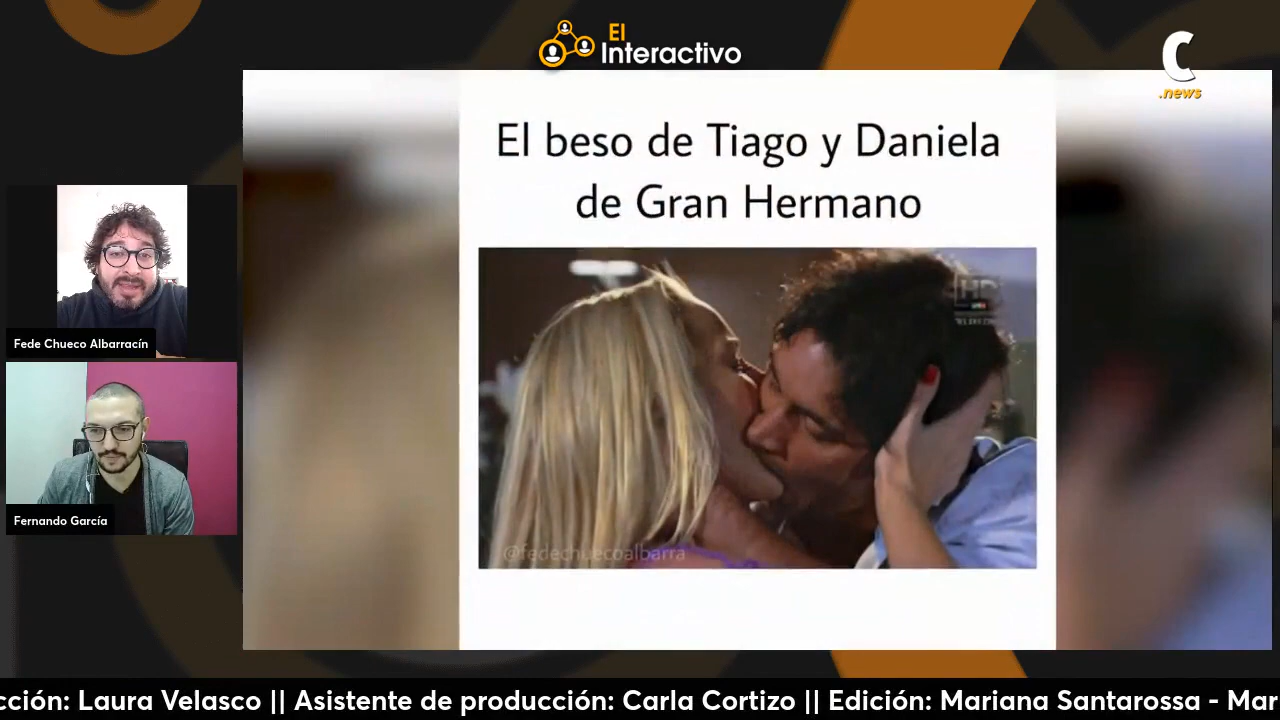 El
Interactivo
C
.news
El beso de Tiago y Daniela
de Gran Hermano
HD
@fedechuecoalbarra
Fede Chueco Albarracín
Fernando García
cción: Laura Velasco || Asistente de producción: Carla Cortizo || Edición: Mariana Santarossa - Mar